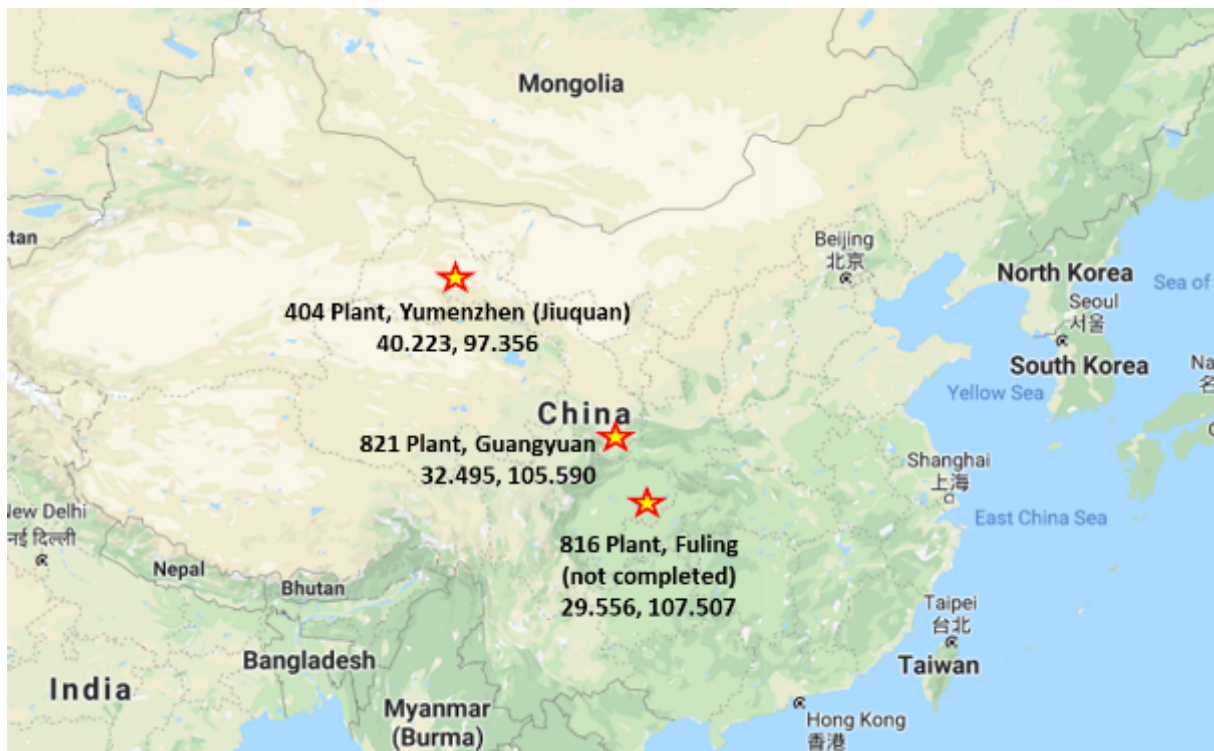 Mongolia
tan
Beijing
北京
North Korea
Sea of
Seoul
서울
404 Plant, Yumenzhen (Jiuquan)
40.223, 97.356
South Korea
Na
名
Yellow Sea
China
821 Plant, Guangyuan
32.495, 105.590
Shanghai
上海
East China Sea
New Delhi
नई दिल्ली
816 Plant, Fuling
(not completed)
29.556, 107.507
Nepal
Bhutan
Taipei
台北
Taiwan
Bangladesh
India
Myanmar
(Burma)
Hong Kong
香港